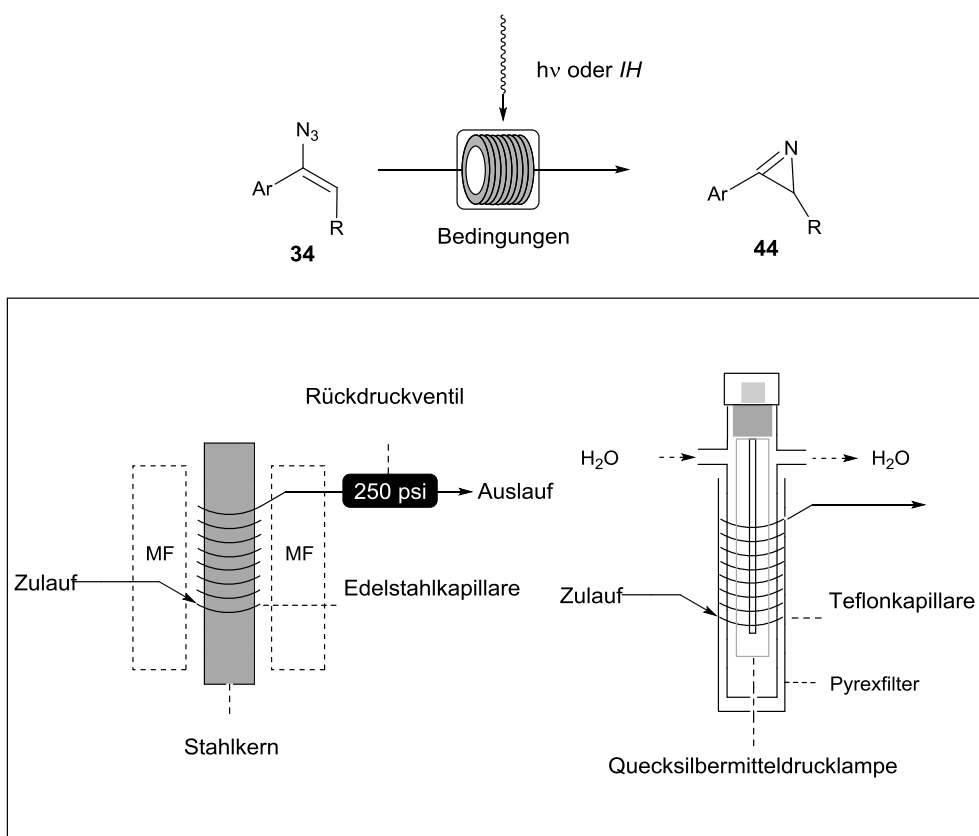 hν oder IH
N₃
Ar
R
34
Bedingungen
N
Ar
R
44
Rückdruckventil
250 psi
Auslauf
MF
MF
Zulauf
Edelstahlkapillare
Stahlkern
H₂O
H₂O
Zulauf
Teflonkapillare
Pyrexfilter
Quecksilbermitteldrucklampe